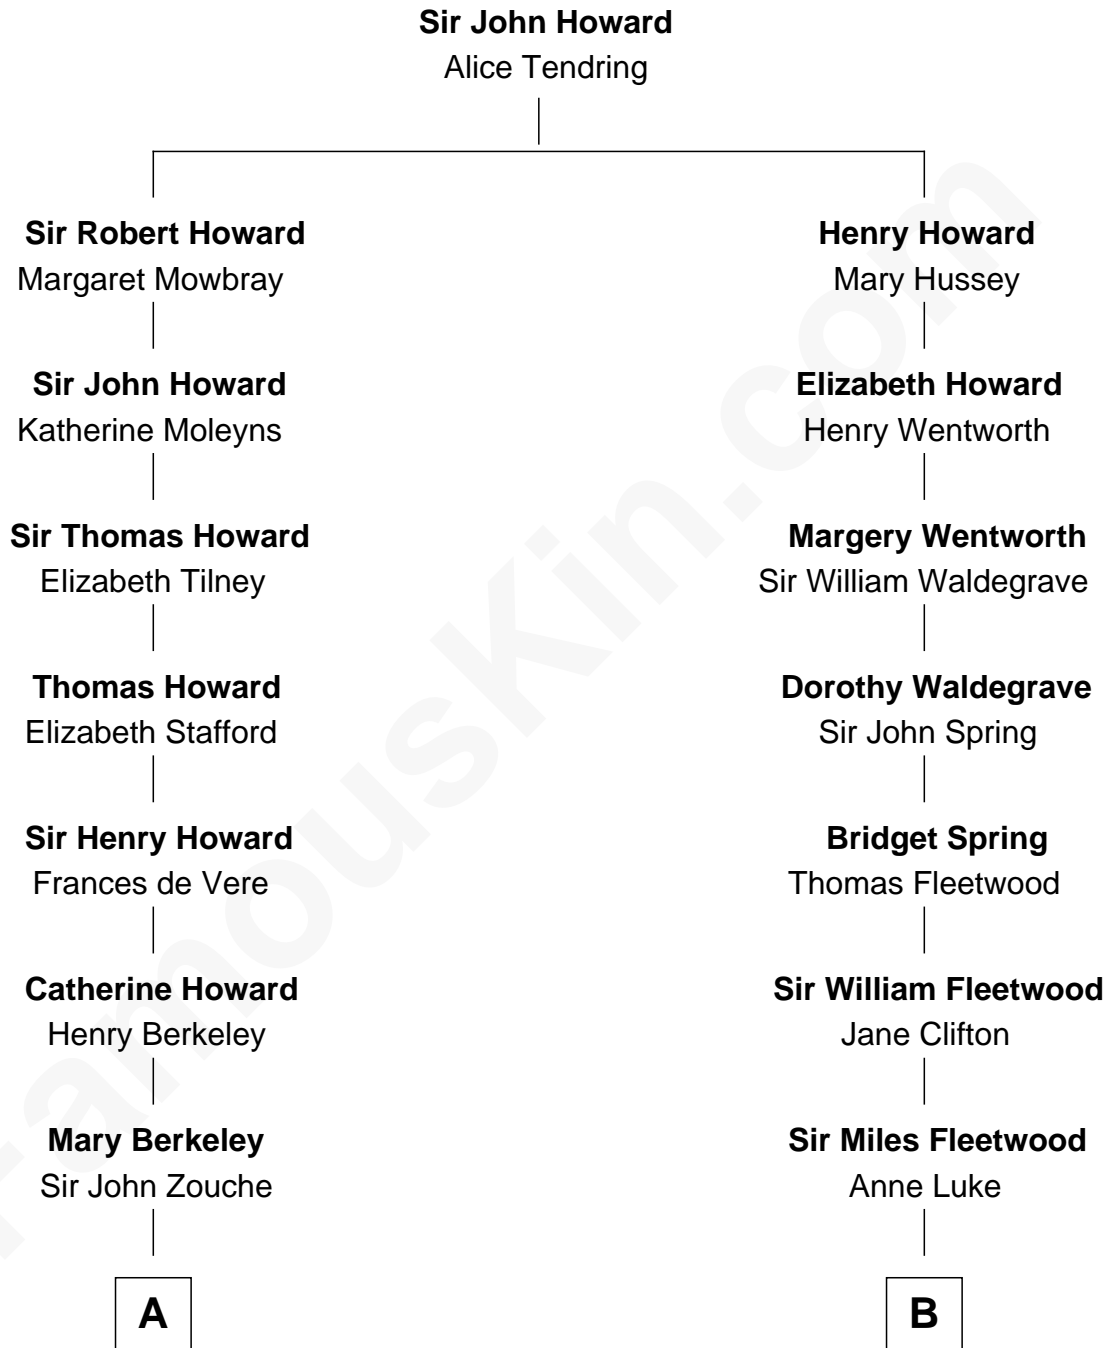 Sir John Howard
Alice Tendring
Sir Robert Howard
Margaret Mowbray
Henry Howard
Mary Hussey
Sir John Howard
Katherine Moleyns
Elizabeth Howard
Henry Wentworth
Sir Thomas Howard
Elizabeth Tilney
Margery Wentworth
Sir William Waldegrave
Thomas Howard
Elizabeth Stafford
Dorothy Waldegrave
Sir John Spring
Sir Henry Howard
Frances de Vere
Bridget Spring
Thomas Fleetwood
Catherine Howard
Henry Berkeley
Sir William Fleetwood
Jane Clifton
Mary Berkeley
Sir John Zouche
Sir Miles Fleetwood
Anne Luke
A
B
FamousKin.com